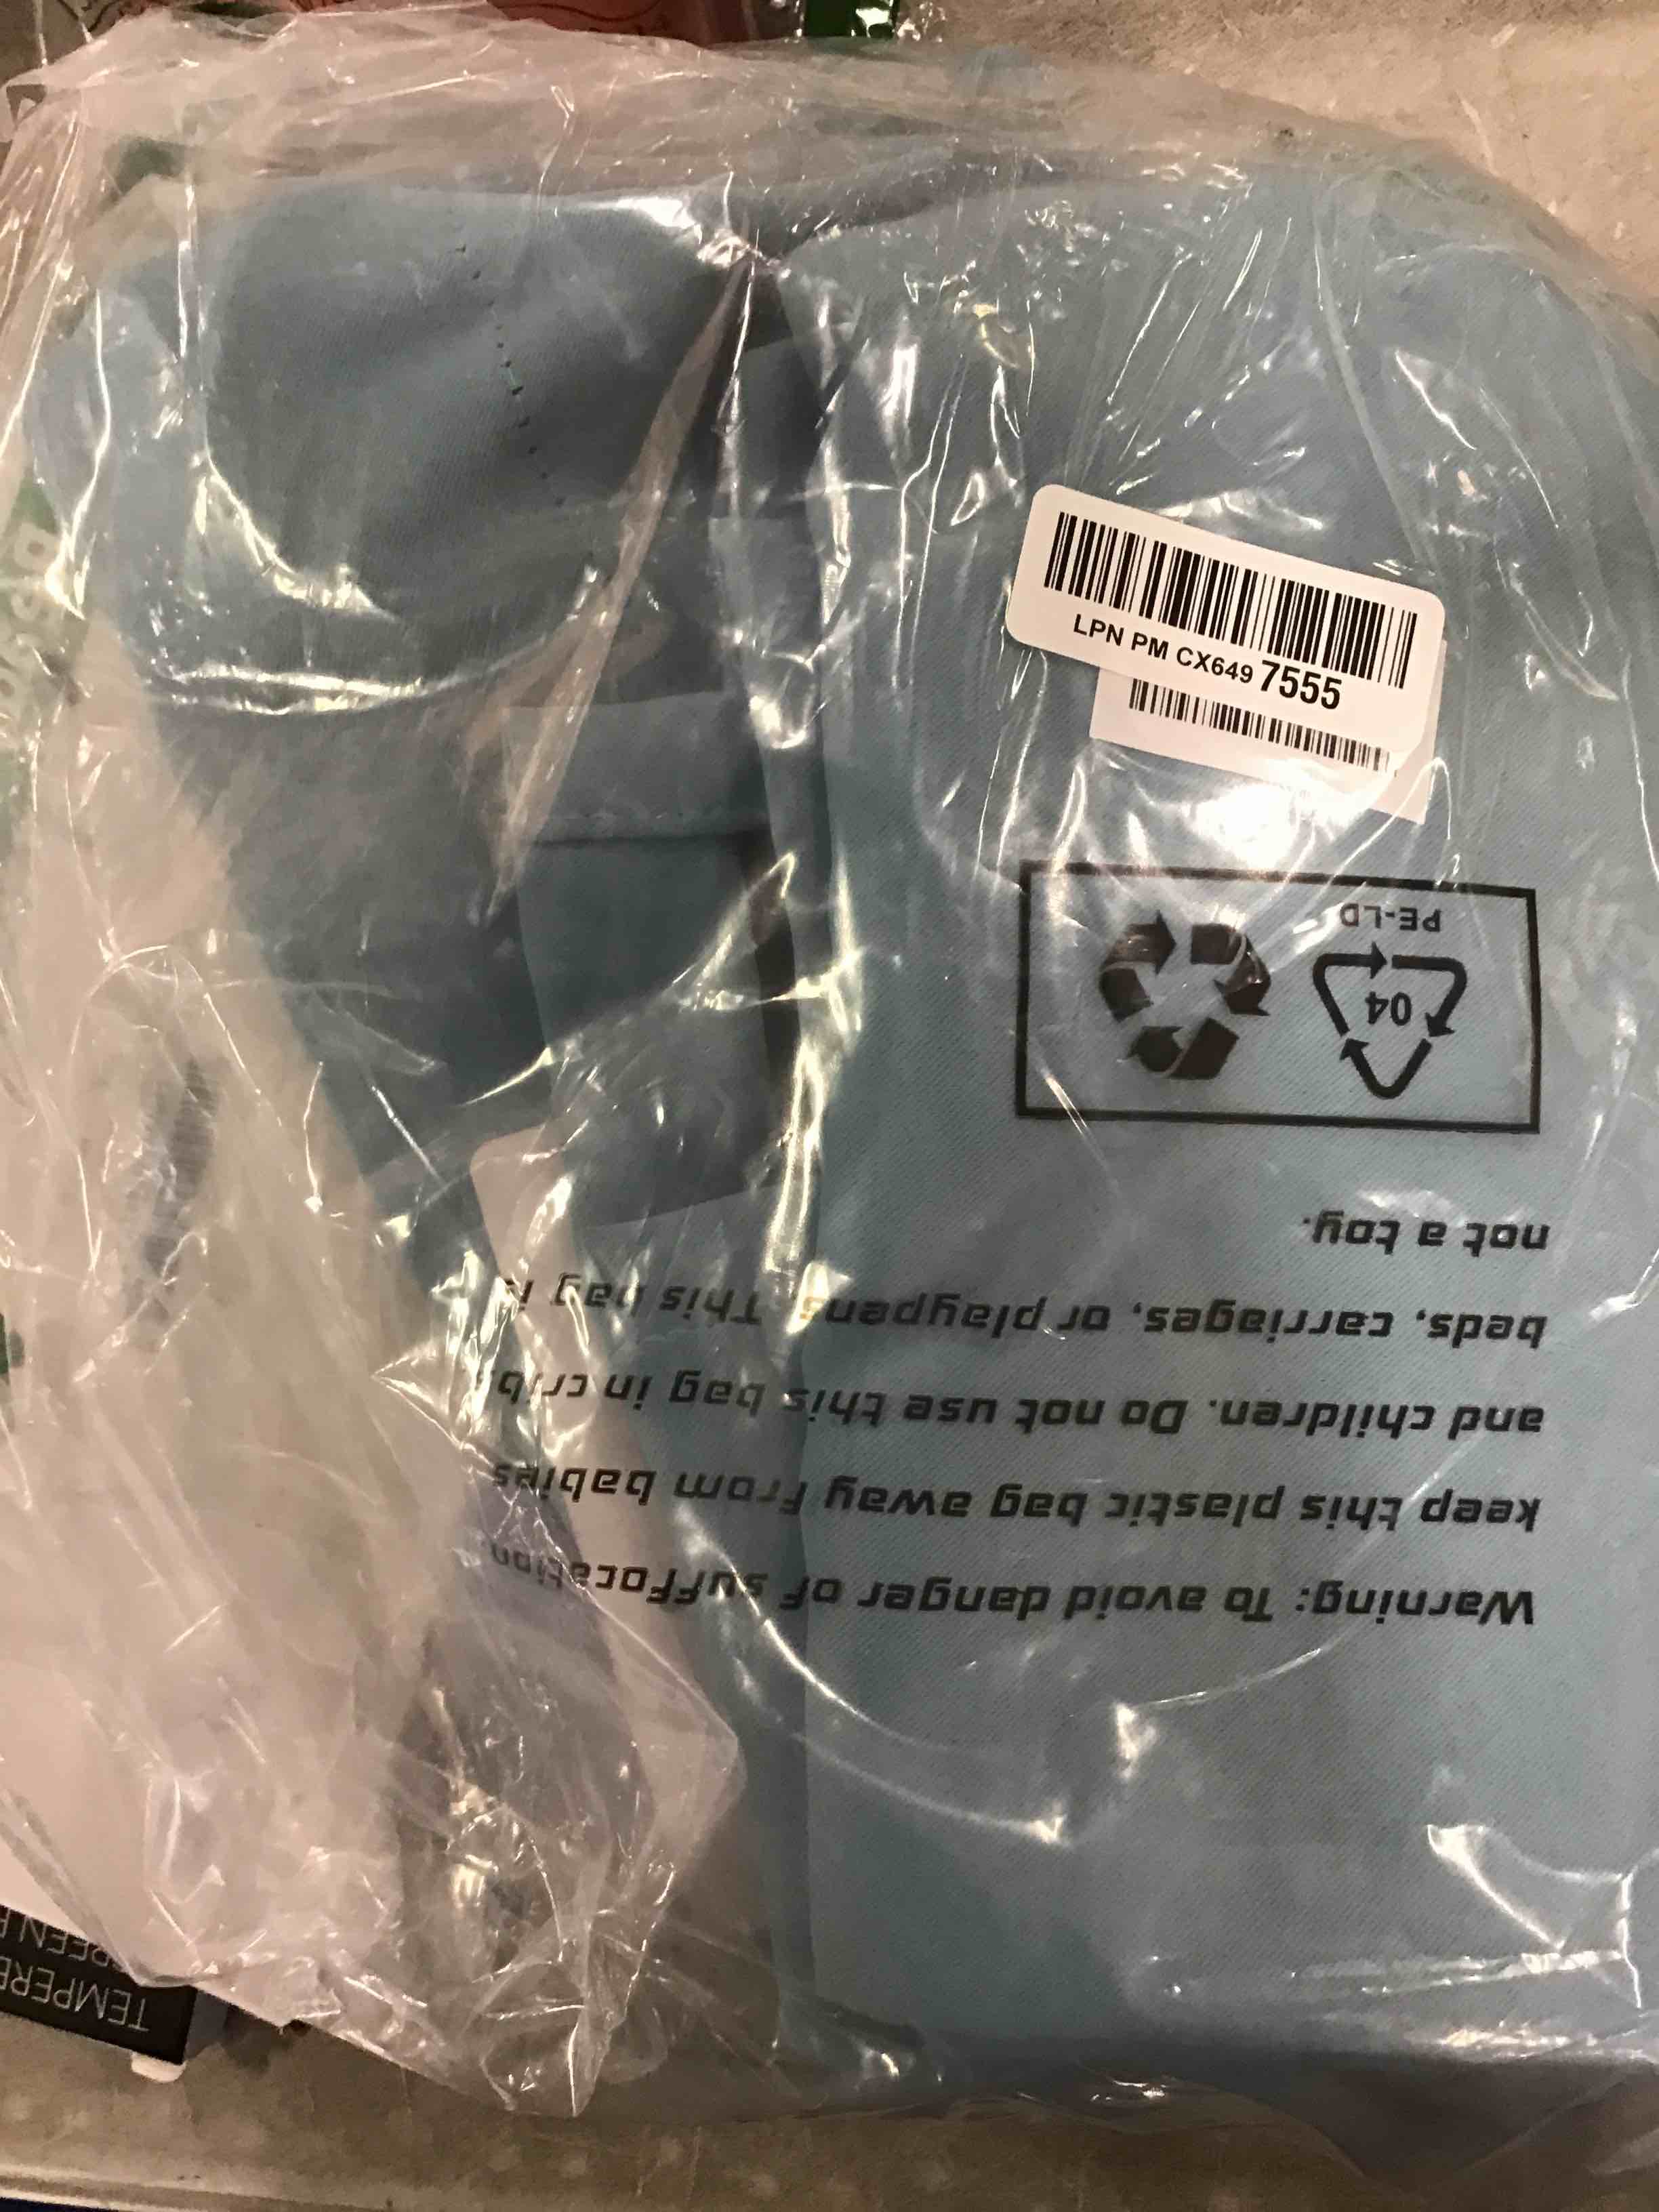 LPN PM CX649 7555
Warning: To avoid danger of suffocation,
keep this plastic bag away from babies
and children. Do not use this bag in cribs,
beds, carriages, or playpens. This bag is
not a toy.
04
PE-LD